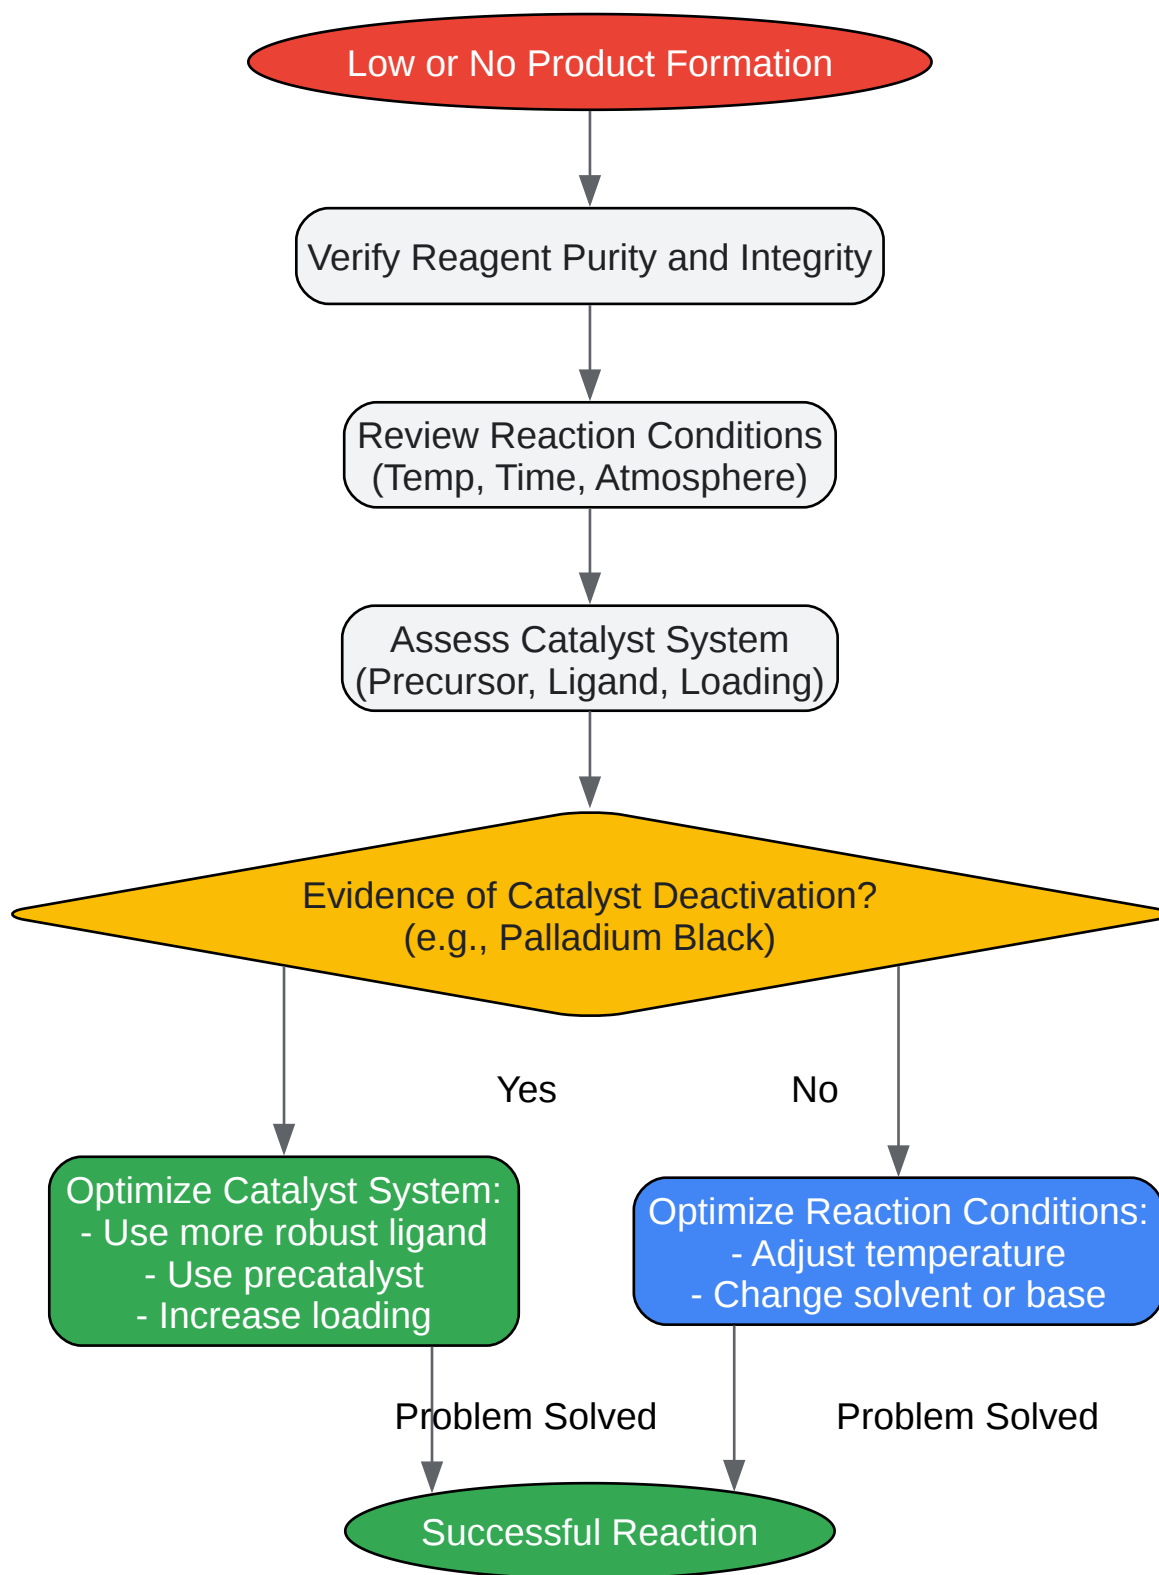 Low or No Product Formation
Verify Reagent Purity and Integrity
Review Reaction Conditions
(Temp, Time, Atmosphere)
Assess Catalyst System
(Precursor, Ligand, Loading)
Evidence of Catalyst Deactivation?
(e.g., Palladium Black)
Yes
No
Optimize Catalyst System:
- Use more robust ligand
- Use precatalyst
- Increase loading
Optimize Reaction Conditions:
- Adjust temperature
- Change solvent or base
Problem Solved
Problem Solved
Successful Reaction